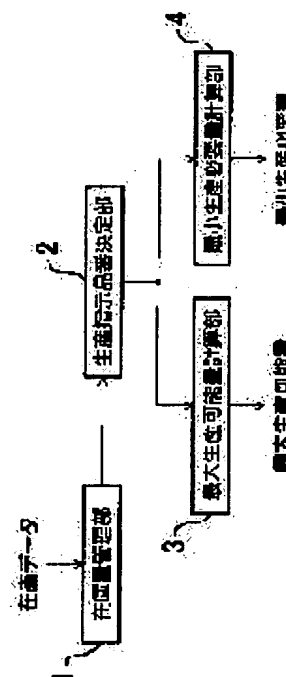 在庫データ
1
在庫量管理部
2
生産指示品番決定部
3
最大生産可能量計算部
4
最小生産必要量計算部
最大生産可能量